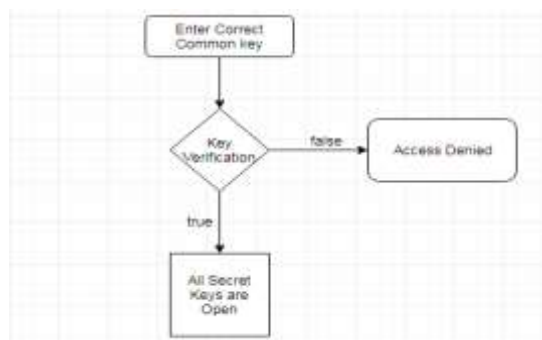 Enter Correct
Common key
Key
Verification
false
Access Denied
true
All Secret
Keys are
Open